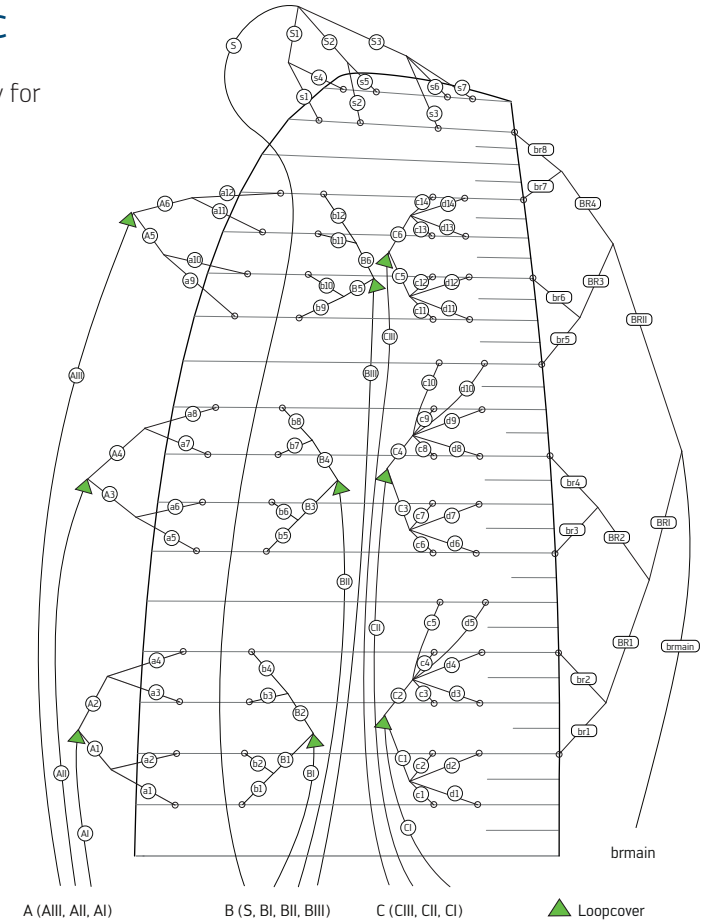 C
y for
S S1 S2 S3
s4 s5 s6 s7
s1 s2 s3
br8
br7
A6 a12 c14 d14 BR4
a11 b12
A5 b11 C6 c13 d13
a10 B6
a9 b10 B5 C5 c12 d12 BR3
b9 c11 d11 br6
BRII
CIII br5
AIII BIII
c10 d10
a8 b8 c9 d9
A4 a7 b7 C4 c8 d8
B4
br4
A3 a6 b6 B3 C3 c7 d7
BRI
a5 b5 c6 d6 br3 BR2
BII
CII c5 d5
BR1 brmain
a4 b4 c4 d4
br2
A2 a3 b3 C2 c3 d3
B2
br1
A1 a2 b2 B1 C1 c2 d2
AII BI
a1 b1 c1 d1
AI CI
brmain
A (AIII, AII, AI) B (S, BI, BII, BIII) C (CIII, CII, CI) Loopcover